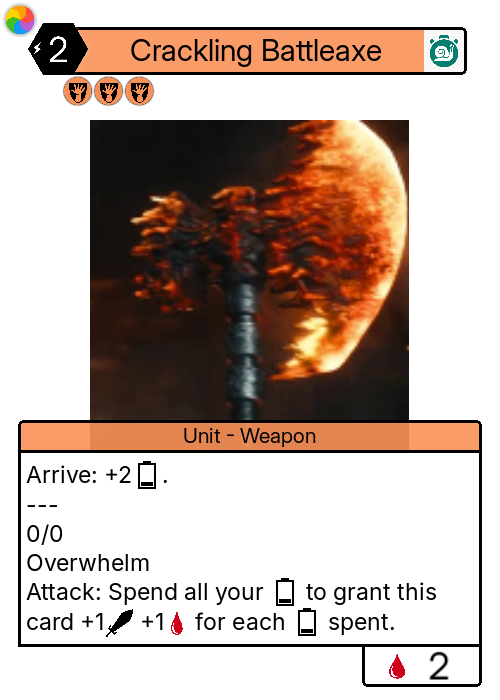 2
Crackling Battleaxe
Unit - Weapon
Arrive: +2 .
---
0/0
Overwhelm
Attack: Spend all your to grant this
card +1 +1 for each spent.
2